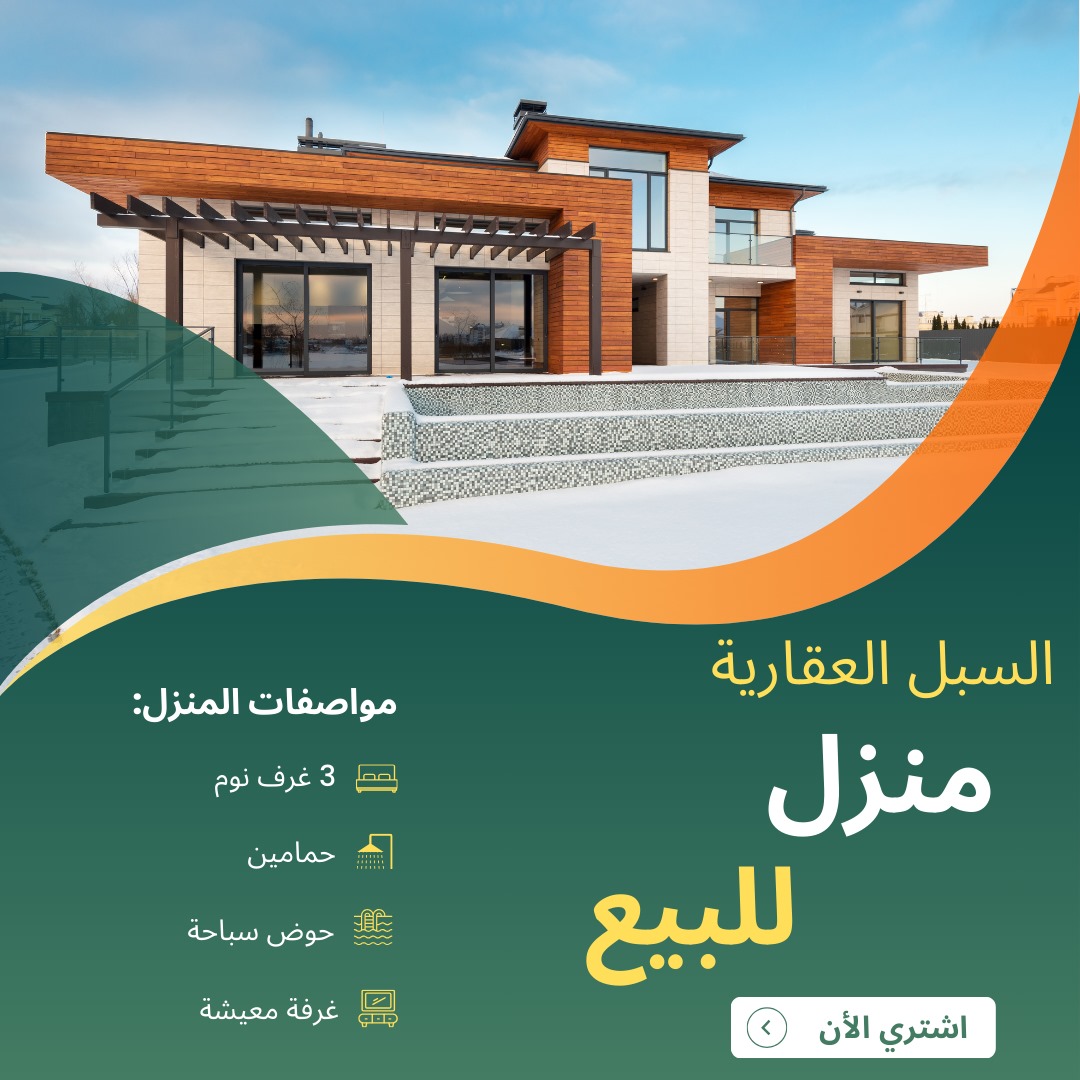 السبل العقارية
منزل
للبيع
اشتري الأن
مواصفات المنزل:
3 غرف نوم
حمامين
حوض سباحة
غرفة معيشة